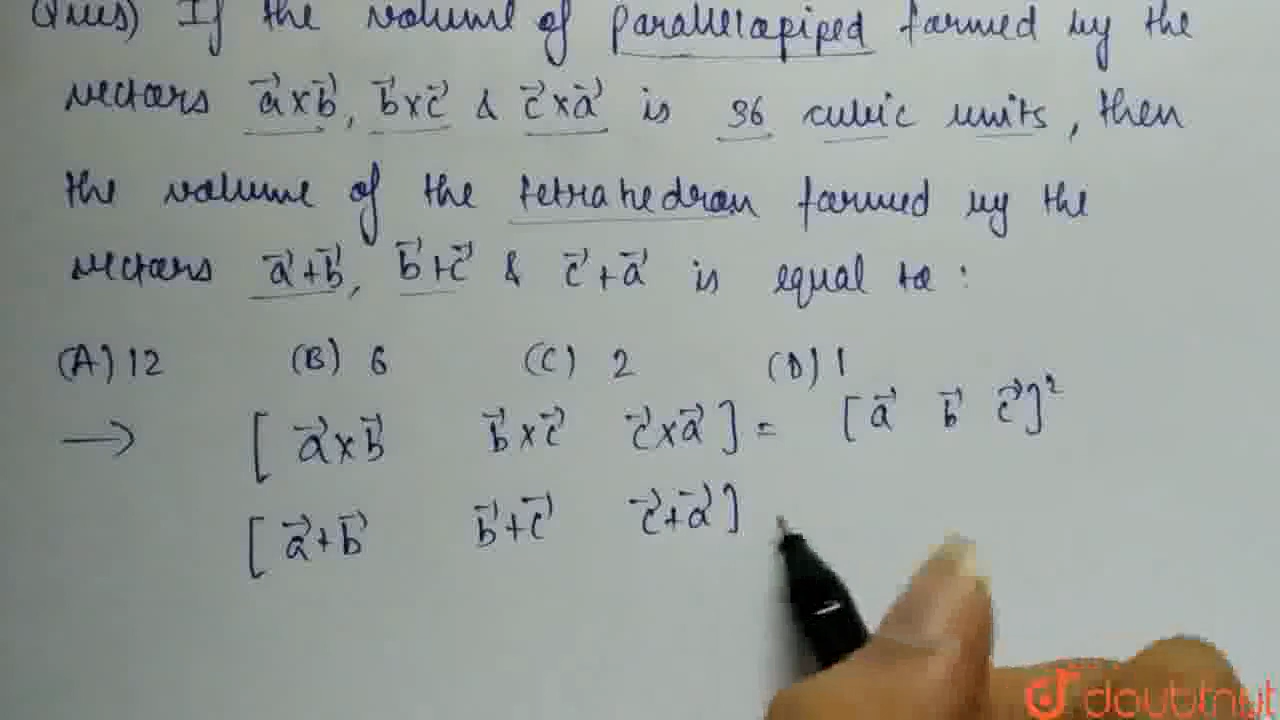 Ques) If the volume of parallelapiped formed by the
vectors a⃗×b⃗, b⃗×c⃗ & c⃗×a⃗ is 36 cubic units, then
the volume of the tetrahedron formed by the
vectors a⃗+b⃗, b⃗+c⃗ & c⃗+a⃗ is equal to :
(A) 12 (B) 6 (C) 2 (D) 1
→ [a⃗×b⃗ b⃗×c⃗ c⃗×a⃗] = [a⃗ b⃗ c⃗]²
[a⃗+b⃗ b⃗+c⃗ c⃗+a⃗]
doubtnut